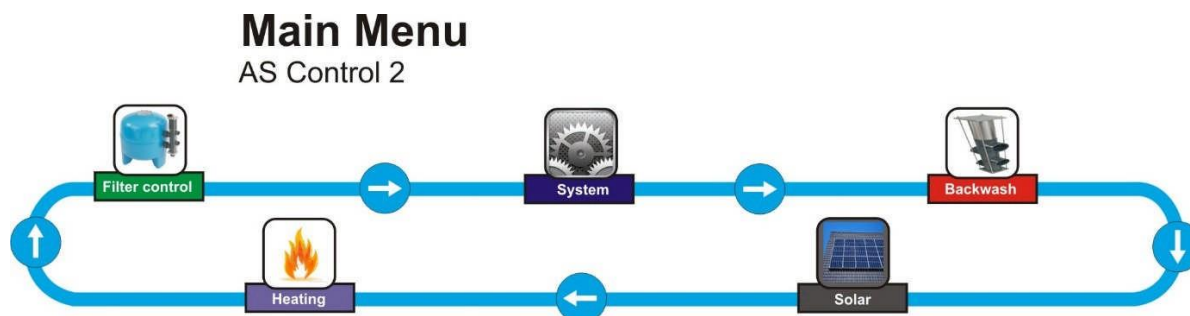 Main Menu
AS Control 2
Filter control
System
Backwash
Heating
Solar